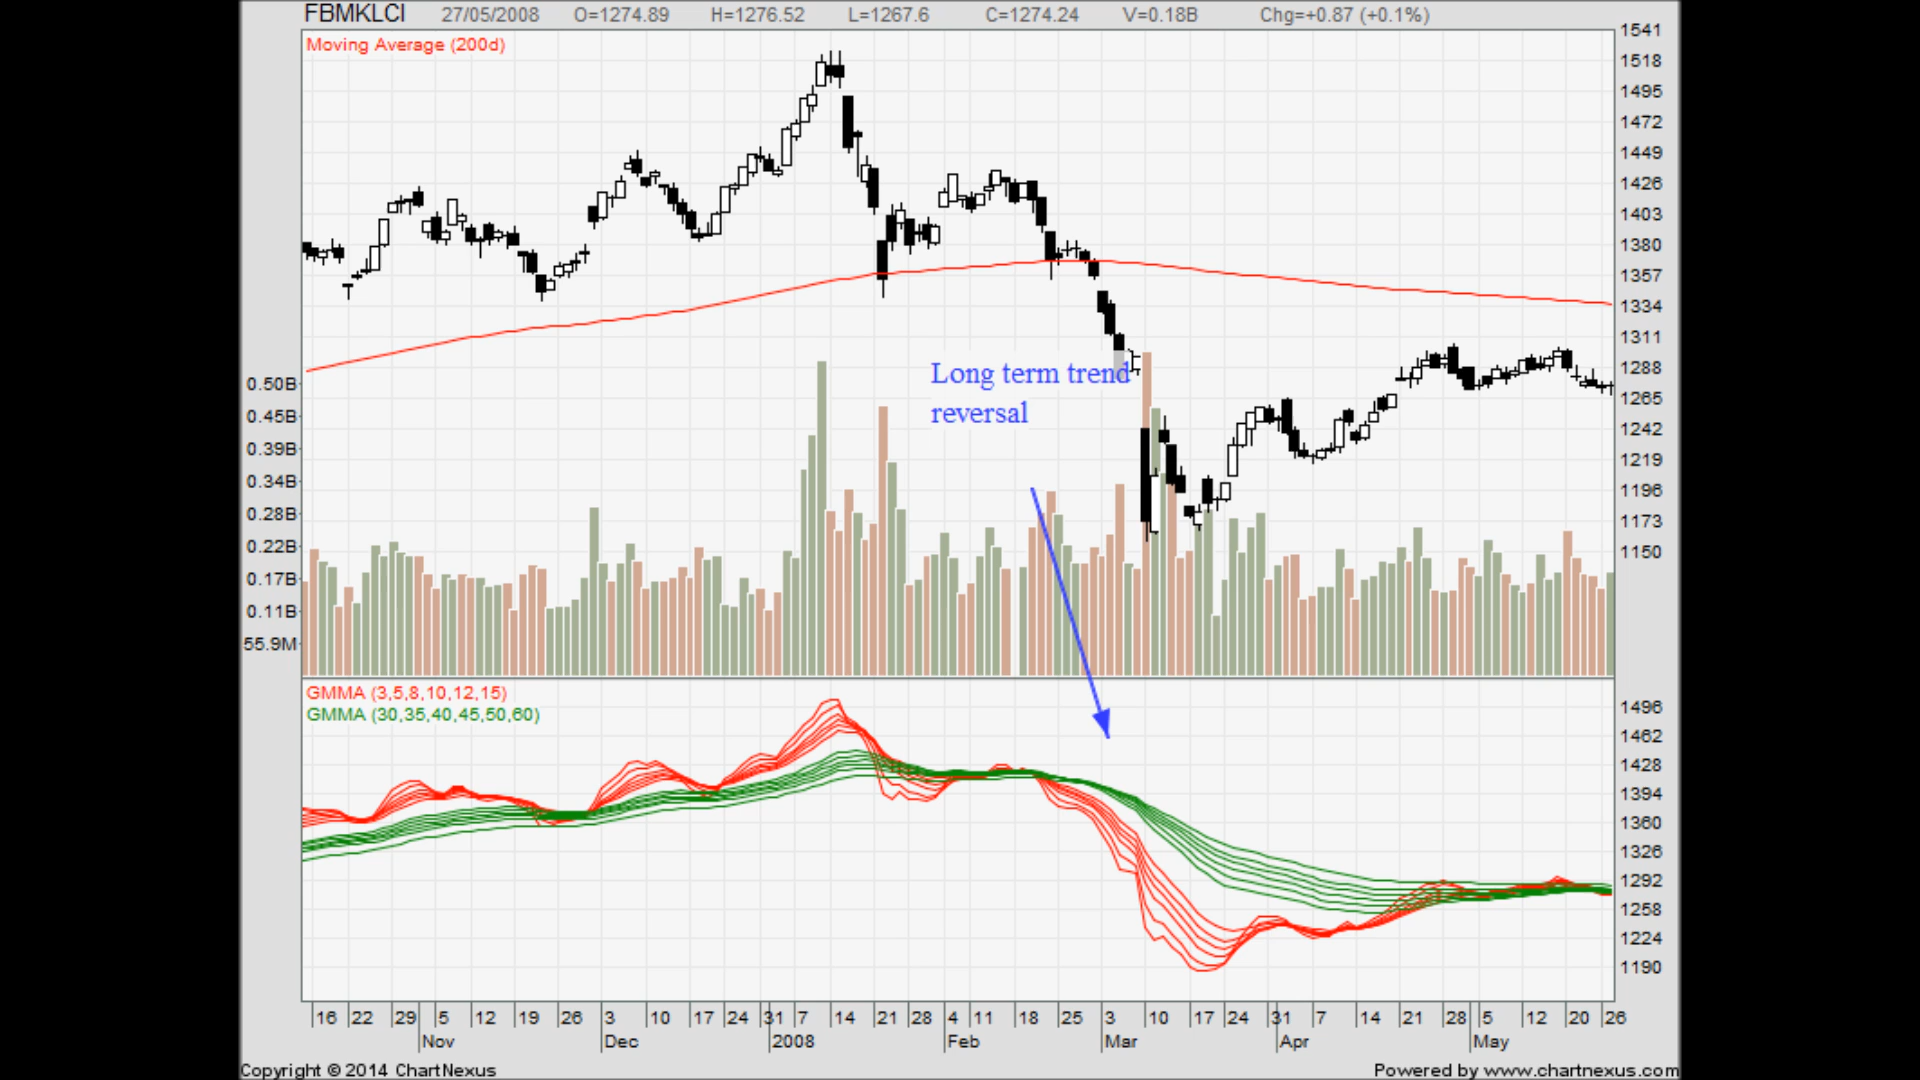 FBMKLCI 27/05/2008 O=1274.89 H=1276.52 L=1267.6 C=1274.24 V=0.18B Chg=+0.87 (+0.1%)
Moving Average (200d)
1541
1518
1495
1472
1449
1426
1403
1380
1357
1334
1311
1288
1265
1242
1219
1196
1173
1150
0.50B
0.45B
0.39B
0.34B
0.28B
0.22B
0.17B
0.11B
55.9M
Long term trend
reversal
GMMA (3,5,8,10,12,15)
GMMA (30,35,40,45,50,60)
1496
1462
1428
1394
1360
1326
1292
1258
1224
1190
16 22 29 5 12 19 26 3 10 17 24 31 7 14 21 28 4 11 18 25 3 10 17 24 31 7 14 21 28 5 12 20 26
Nov Dec 2008 Feb Mar Apr May
Copyright © 2014 ChartNexus Powered by www.chartnexus.com